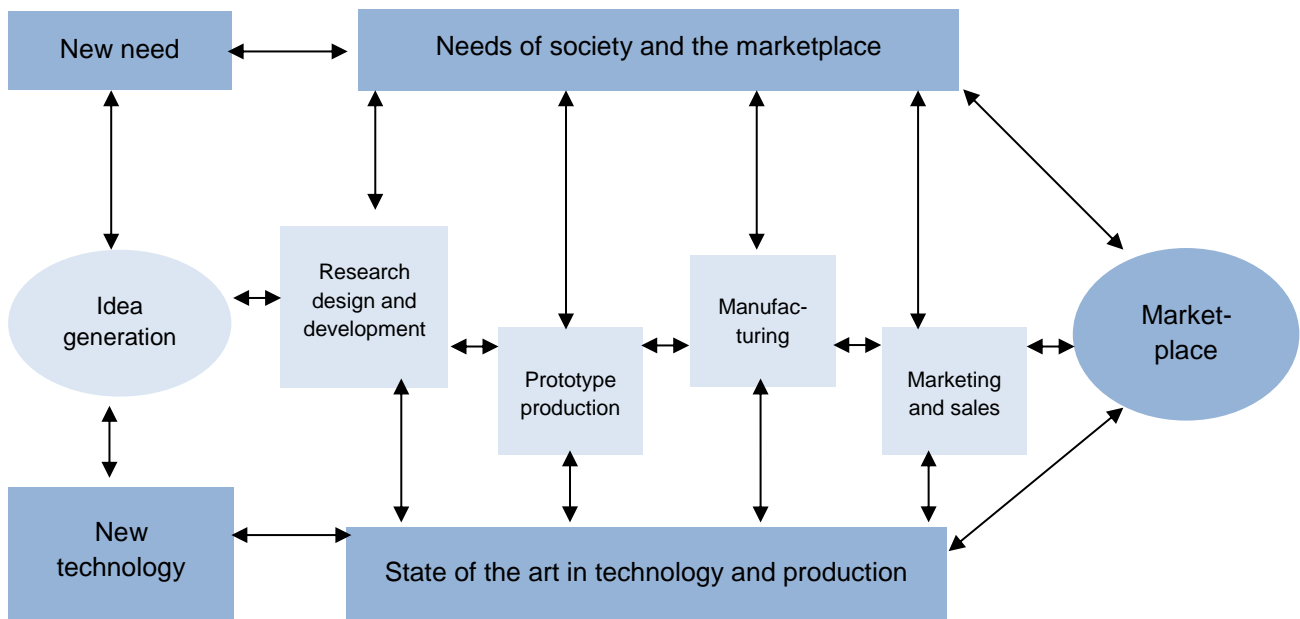 New need
Needs of society and the marketplace
Idea
generation
Research
design and
development
Prototype
production
Manufac-
turing
Marketing
and sales
Market-
place
New
technology
State of the art in technology and production